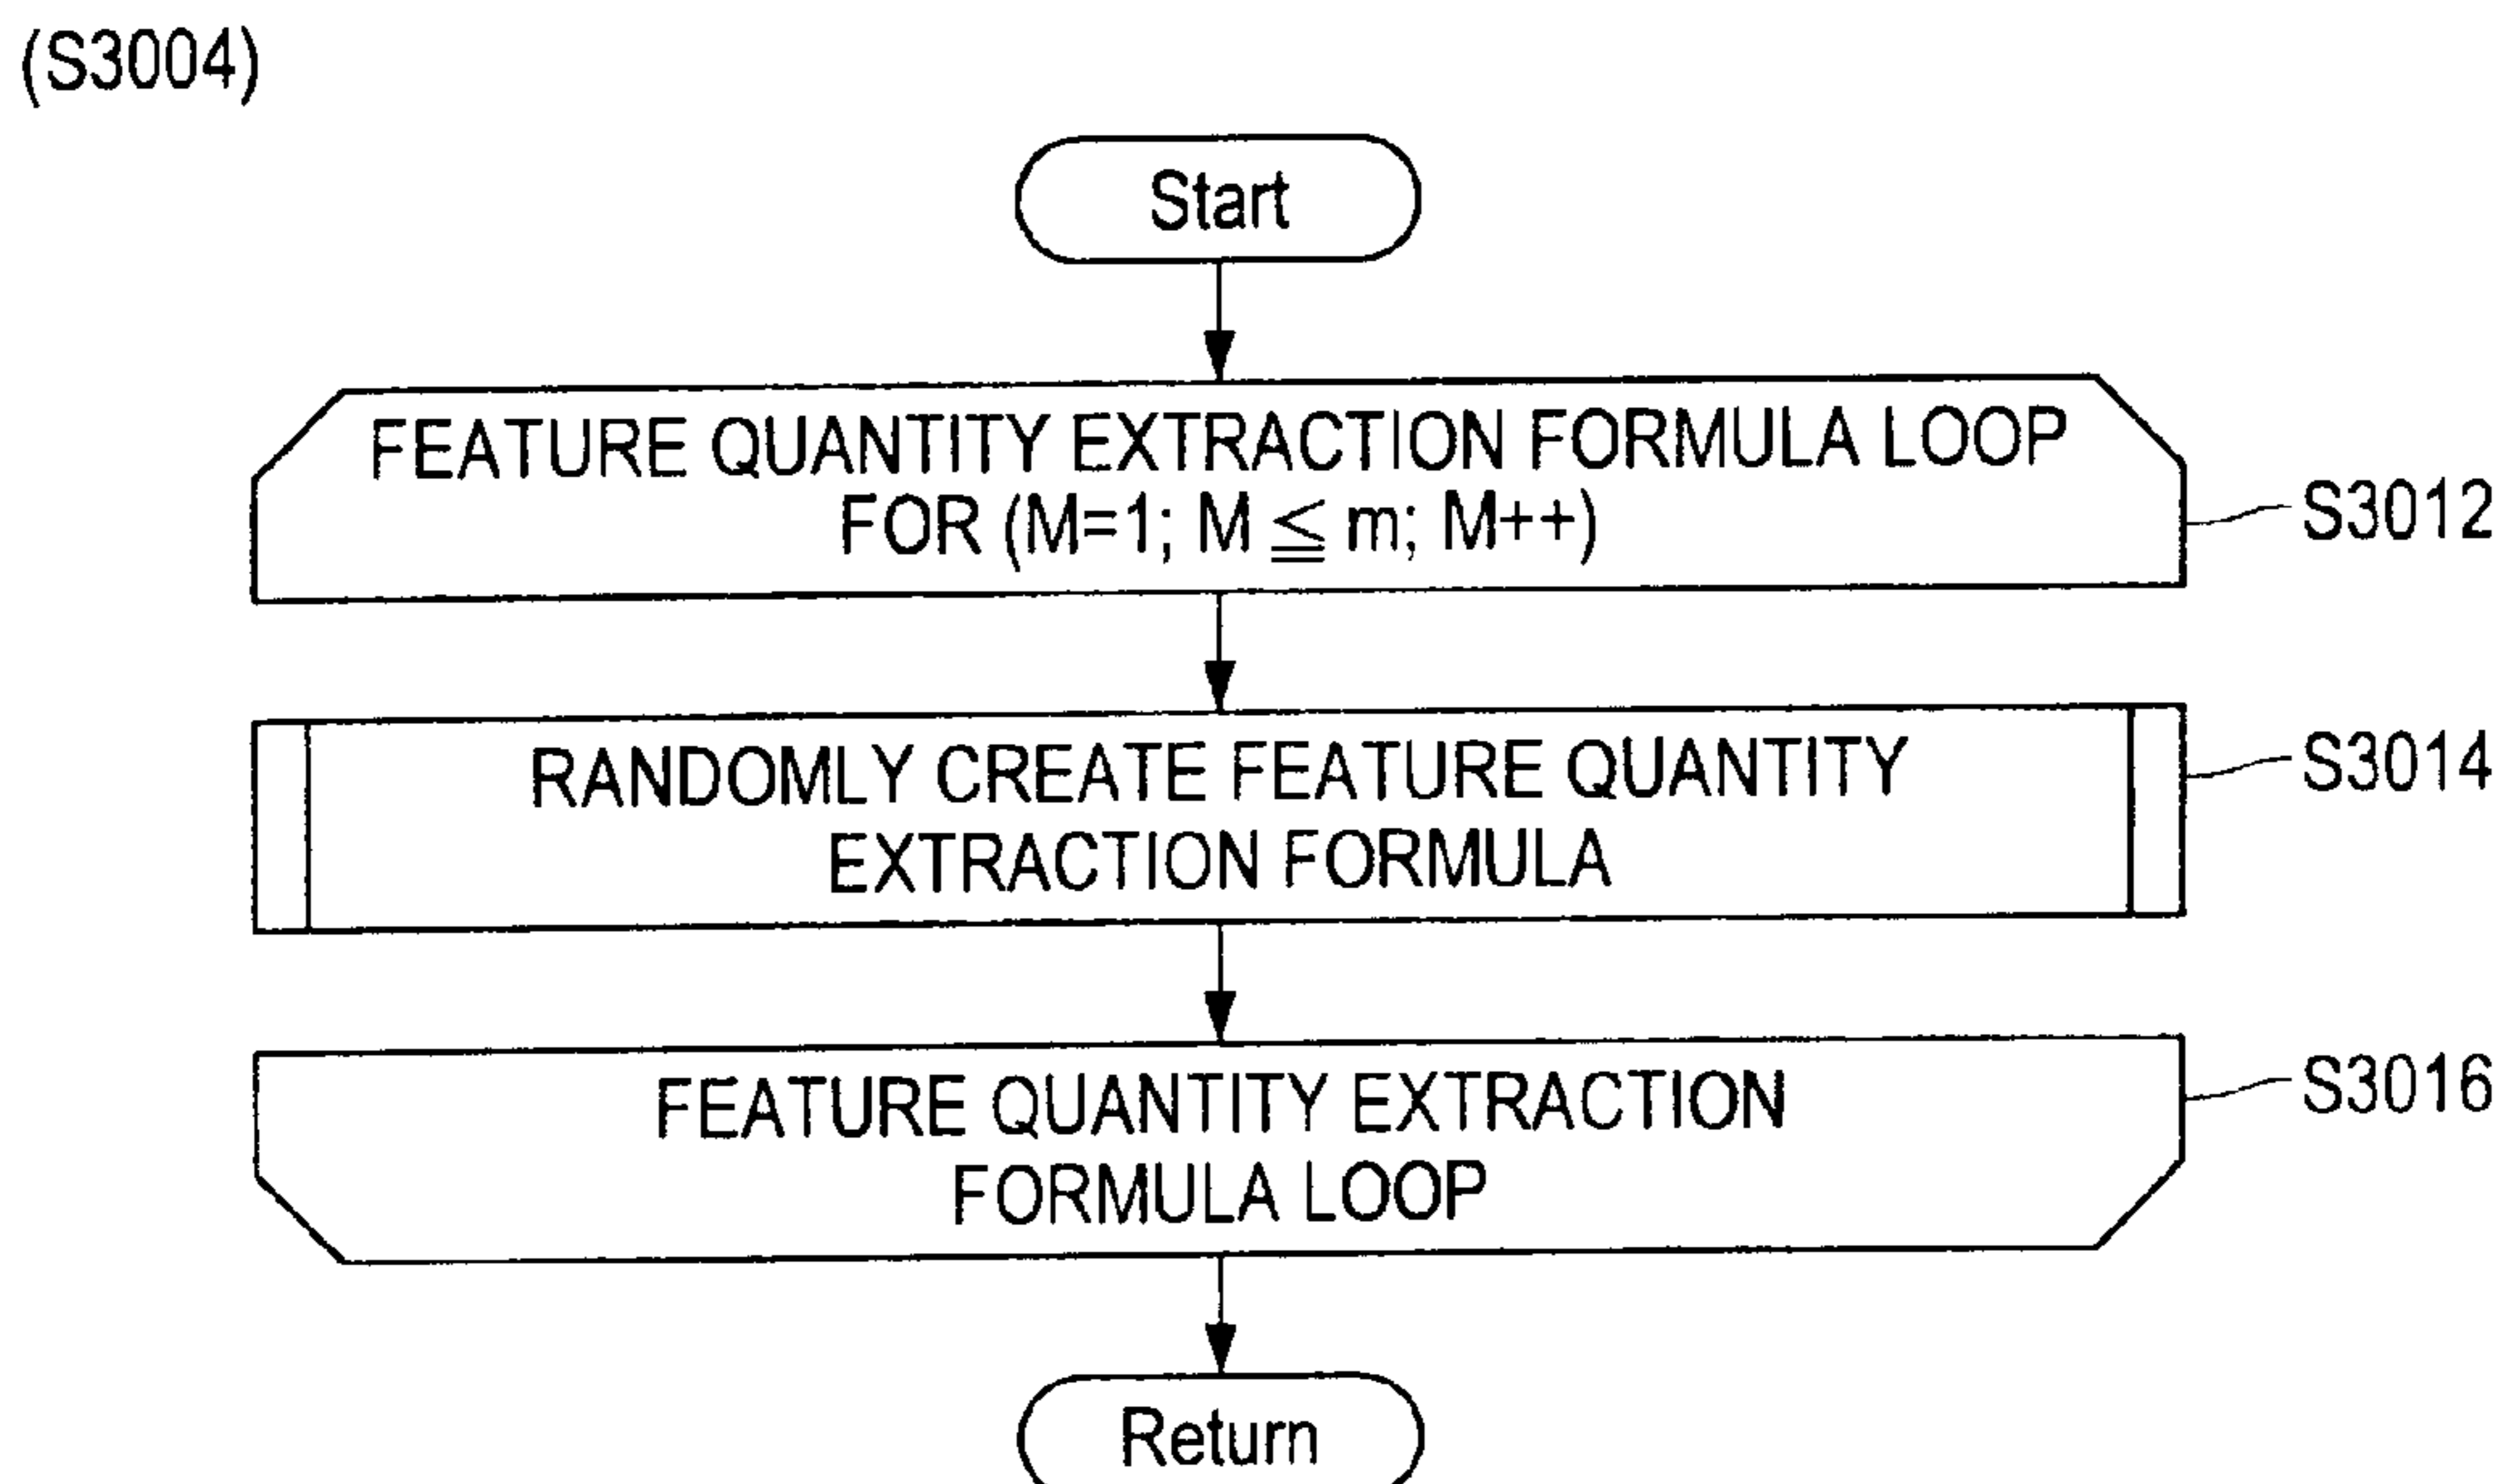 (S3004)
Start
FEATURE QUANTITY EXTRACTION FORMULA LOOP
FOR (M=1; M ≦ m; M++)
S3012
RANDOMLY CREATE FEATURE QUANTITY
EXTRACTION FORMULA
S3014
FEATURE QUANTITY EXTRACTION
FORMULA LOOP
S3016
Return